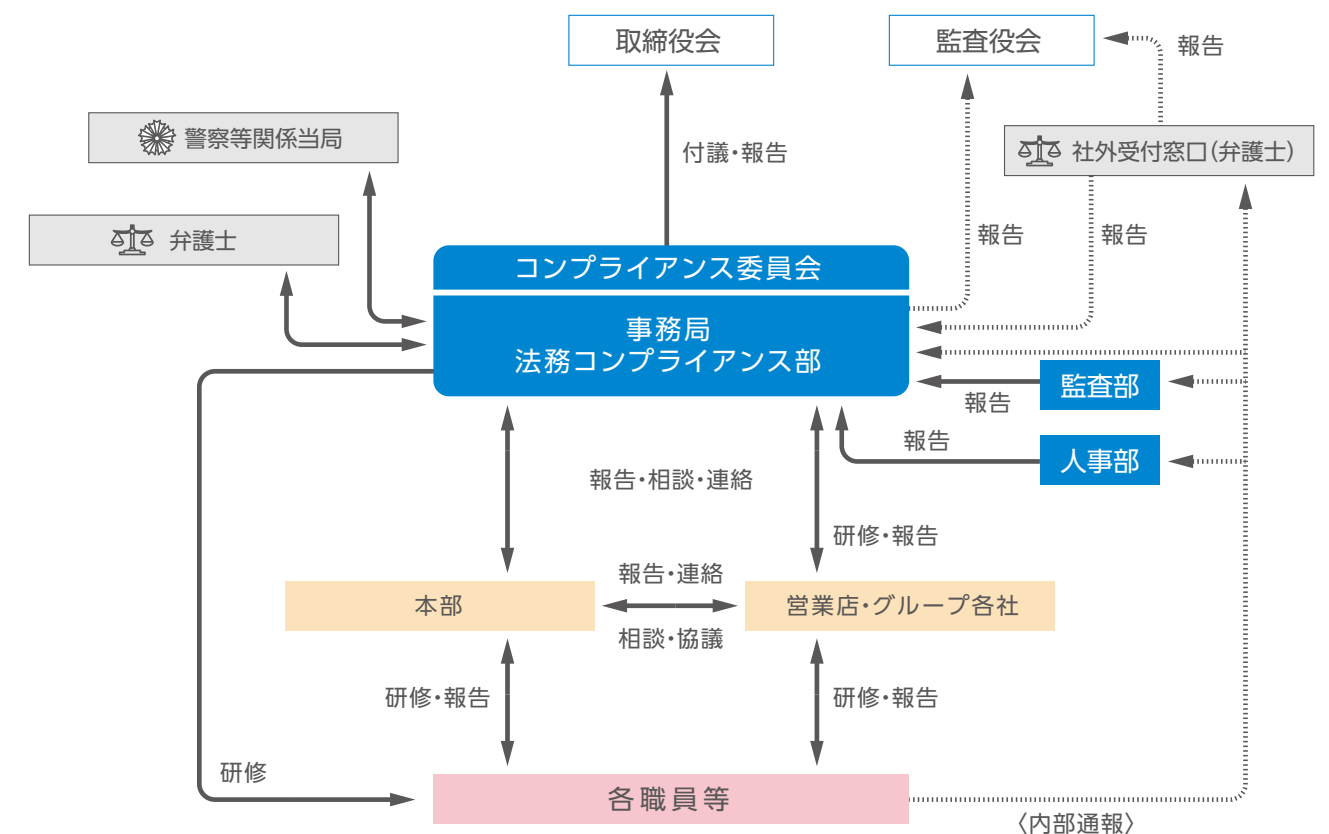 取締役会
監査役会
報告
警察等関係当局
付議・報告
社外受付窓口(弁護士)
弁護士
報告
報告
コンプライアンス委員会
事務局
法務コンプライアンス部
監査部
報告
報告
人事部
報告・相談・連絡
研修・報告
報告・連絡
本部
営業店・グループ各社
相談・協議
研修・報告
研修・報告
研修
各職員等
〈内部通報〉